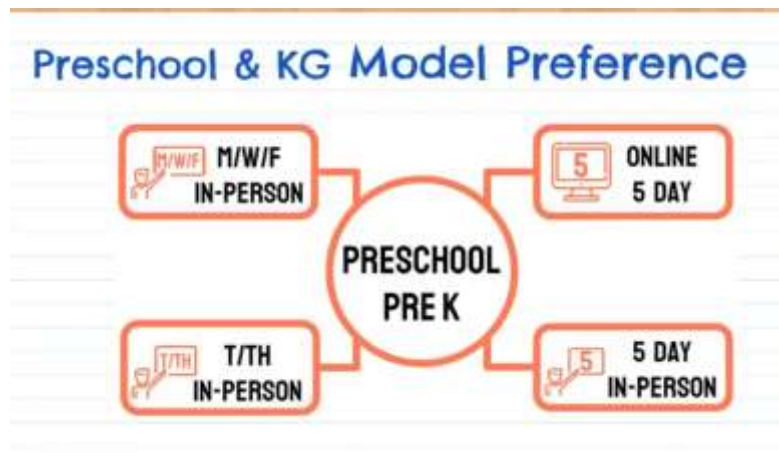 Preschool & KG Model Preference
M/W/F
M/W/F
IN-PERSON
5
ONLINE
5 DAY
PRESCHOOL
PRE K
T/TH
T/TH
IN-PERSON
5
5 DAY
IN-PERSON